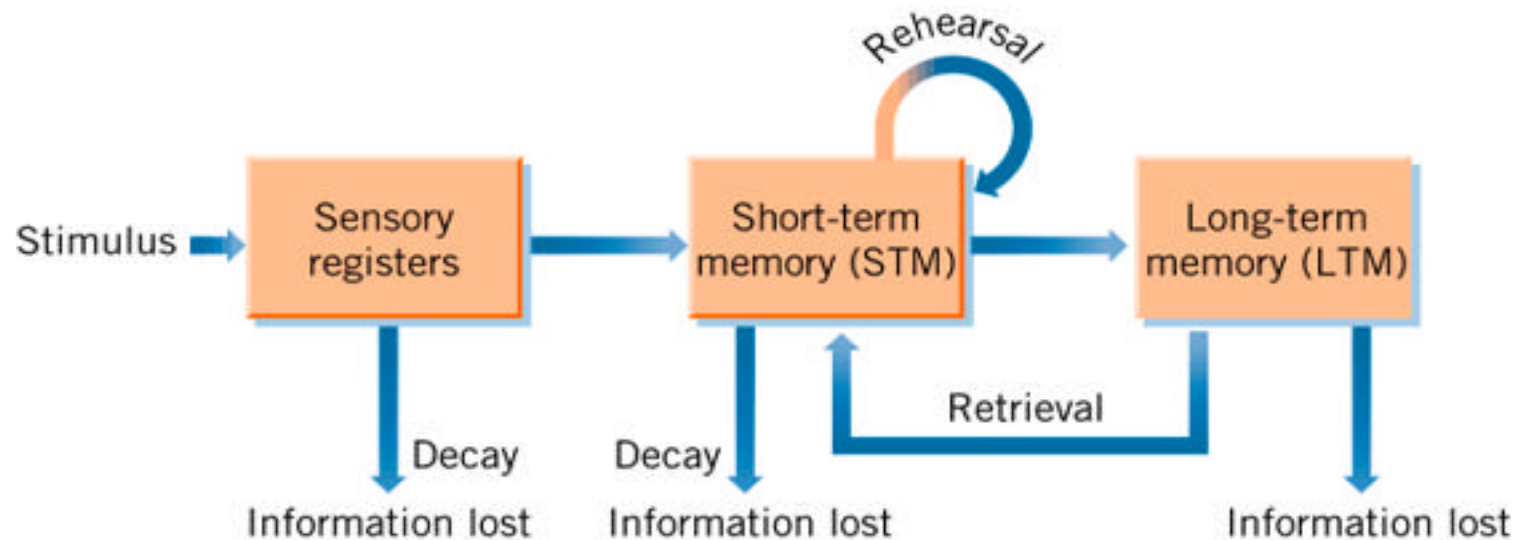 Rehearsal
Stimulus
Sensory
registers
Short-term
memory (STM)
Long-term
memory (LTM)
Retrieval
Decay
Decay
Information lost
Information lost
Information lost